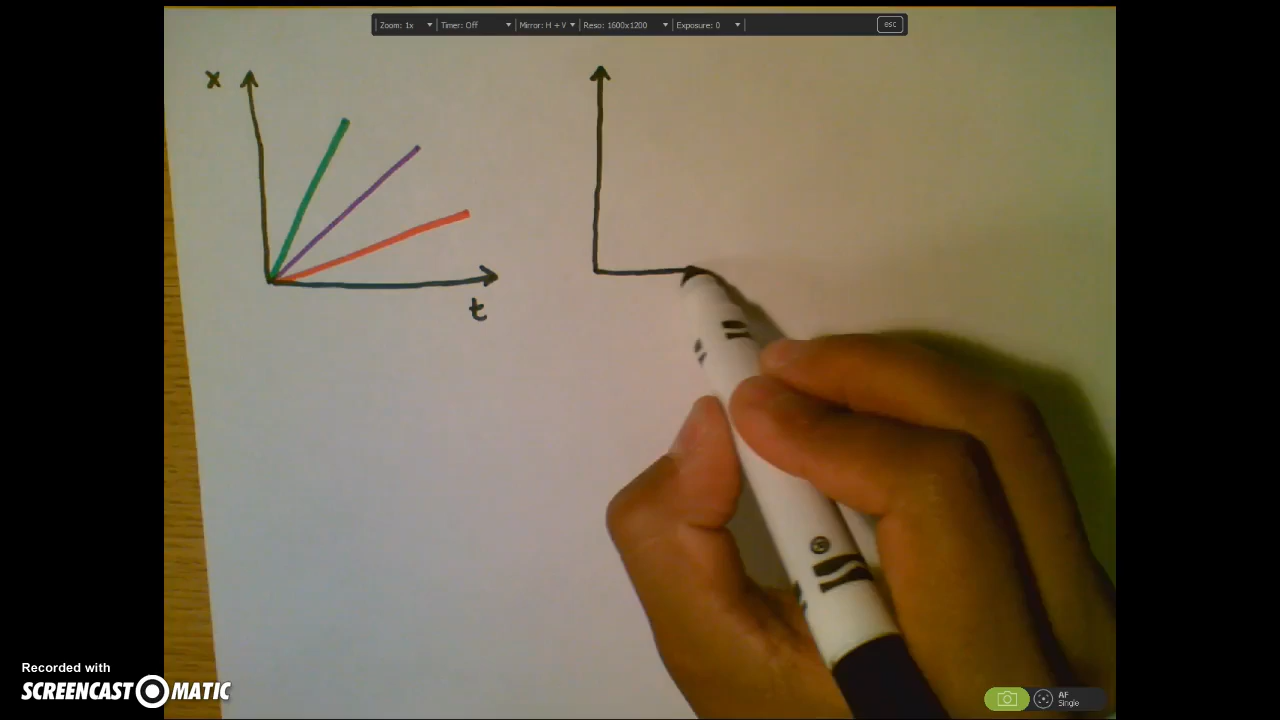 Zoom: 1x Timer: Off Mirror: H + V Reso: 1600x1200 Exposure: 0 esc
x
t
Recorded with
SCREENCAST MATIC
AF
Single